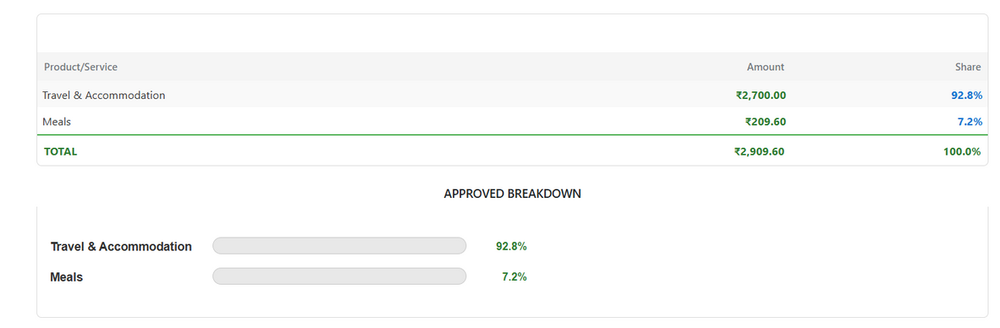 Product/Service Amount Share
Travel & Accommodation ₹2,700.00 92.8%
Meals ₹209.60 7.2%
TOTAL ₹2,909.60 100.0%
APPROVED BREAKDOWN
Travel & Accommodation 92.8%
Meals 7.2%